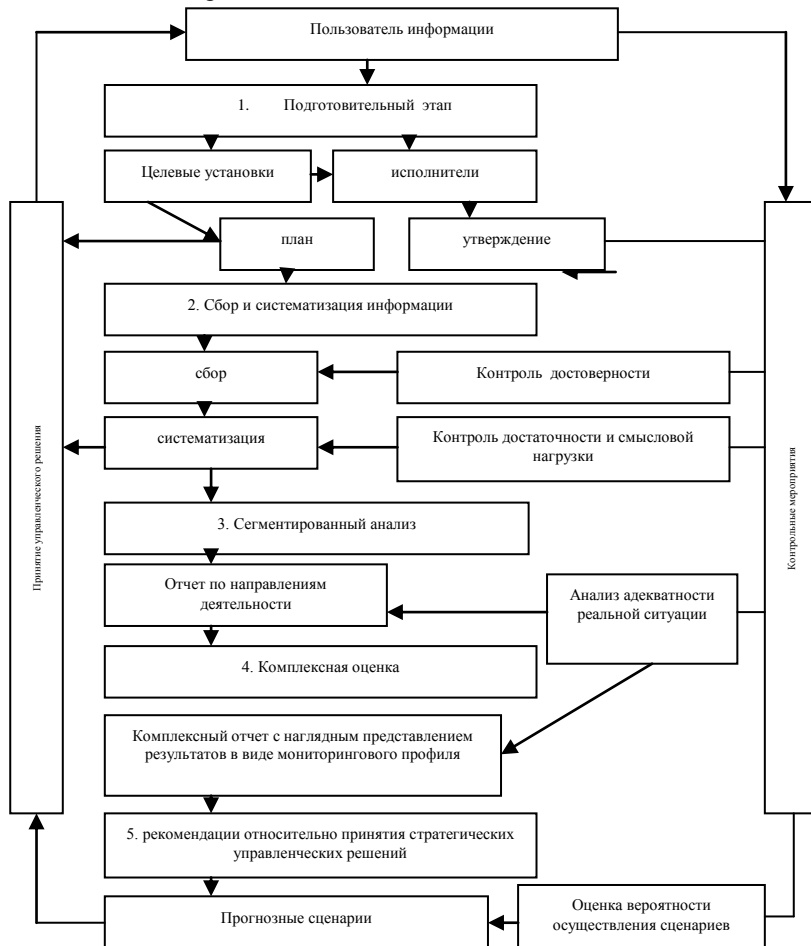 Пользователь информации
1. Подготовительный этап
Целевые установки
исполнители
план
утверждение
2. Сбор и систематизация информации
сбор
Контроль достоверности
систематизация
Контроль достаточности и смысловой
нагрузки
3. Сегментированный анализ
Отчет по направлениям
деятельности
Анализ адекватности
реальной ситуации
4. Комплексная оценка
Комплексный отчет с наглядным представлением
результатов в виде мониторингового профиля
5. рекомендации относительно принятия стратегических
управленческих решений
Прогнозные сценарии
Оценка вероятности
осуществления сценариев
Принятие управленческого решения
Контрольные мероприятия